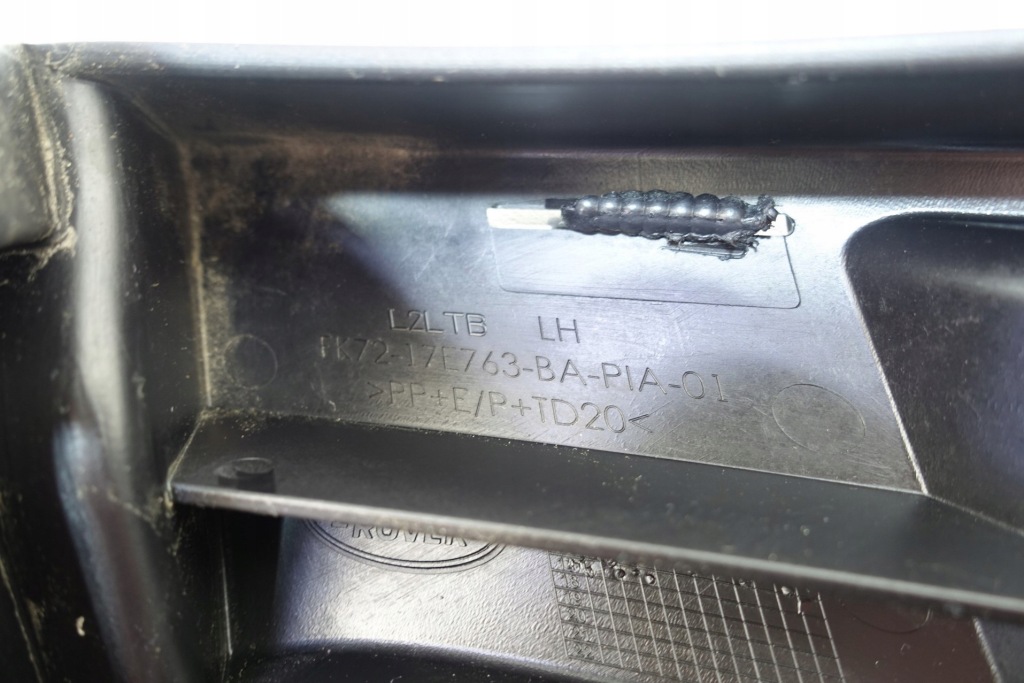 L2LTB LH
FK72-17E763-BA-PIA-01
>PP+E/P+TD20<